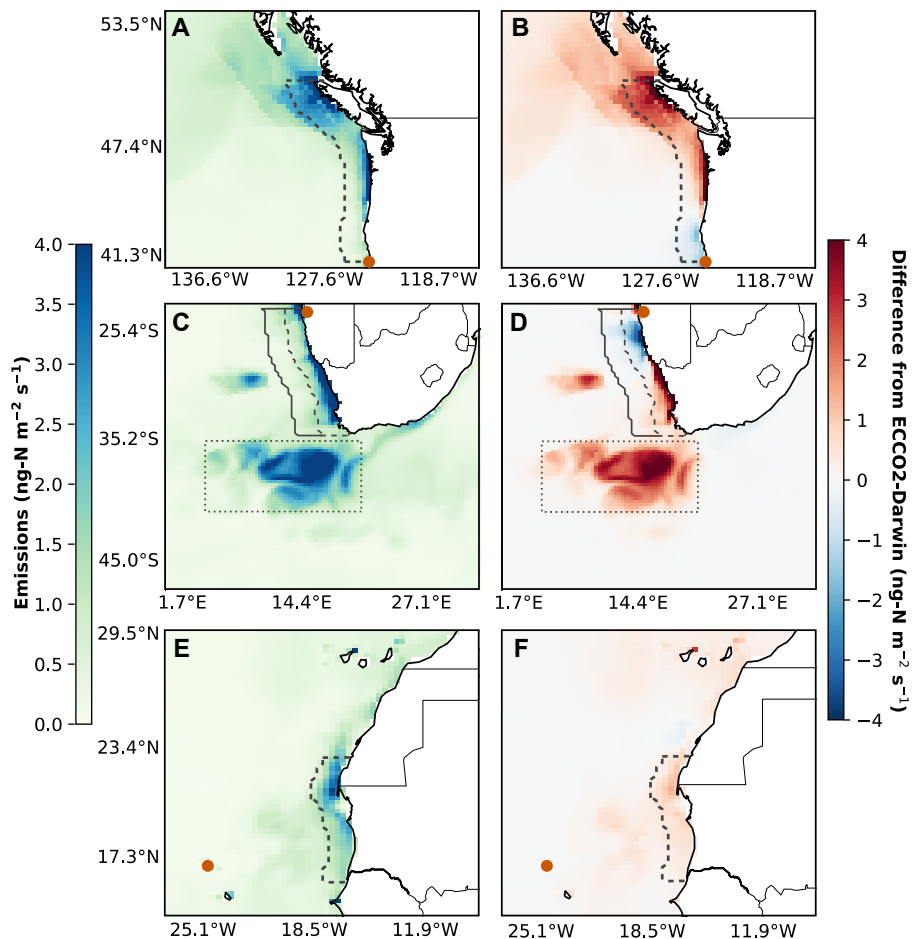 A
B
53.5°N
47.4°N
41.3°N
136.6°W
127.6°W
118.7°W
136.6°W
127.6°W
118.7°W
Emissions (ng-N m⁻² s⁻¹)
4.0
3.5
3.0
2.5
2.0
1.5
1.0
0.5
0.0
C
D
25.4°S
35.2°S
45.0°S
1.7°E
14.4°E
27.1°E
1.7°E
14.4°E
27.1°E
4
3
2
1
0
−1
−2
−3
−4
Difference from ECCO2-Darwin (ng-N m⁻² s⁻¹)
E
F
29.5°N
23.4°N
17.3°N
25.1°W
18.5°W
11.9°W
25.1°W
18.5°W
11.9°W